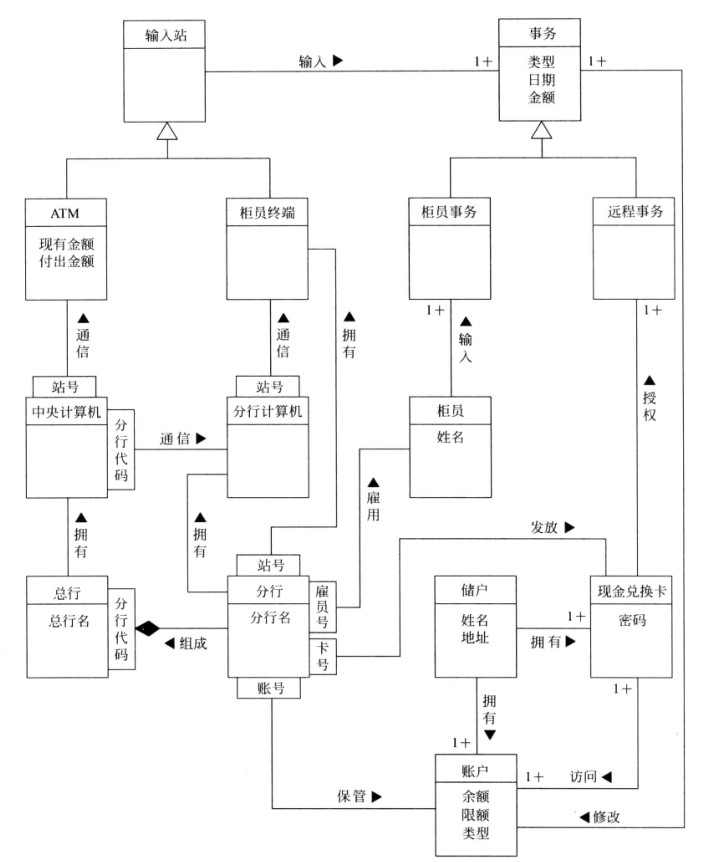 输入站
事务
输入 ▶
1+
类型
1+
日期
金额
ATM
柜员终端
柜员事务
远程事务
现有金额
付出金额
1+
1+
▲通信
▲通信
▲拥有
▲输入
▲授权
站号
站号
中央计算机
分行代码
分行计算机
柜员
姓名
通信 ▶
▲拥有
▲拥有
▲雇用
发放 ▶
站号
总行
总行名
分行代码
分行
分行名
雇员号
卡号
账号
◀ 组成
储户
姓名
地址
1+
拥有 ▶
现金兑换卡
密码
1+
拥有▼
1+
账户
余额
限额
类型
1+
访问 ◀
保管 ▶
◀修改